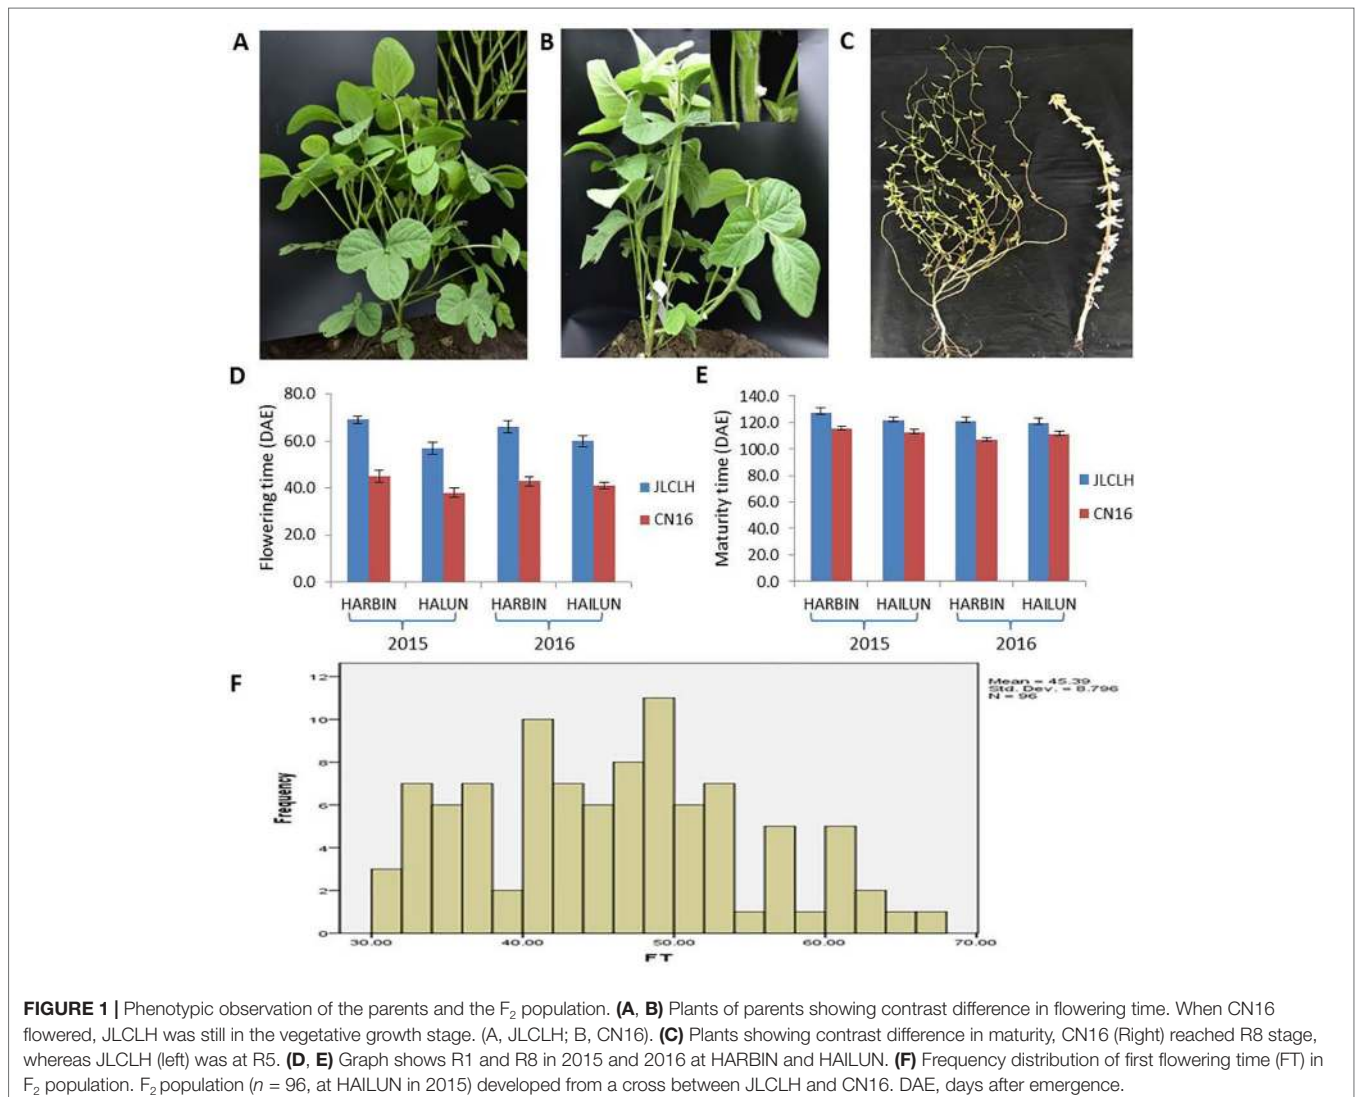 A
B
C
D
80.0
60.0
40.0
20.0
0.0
Flowering time (DAE)
HARBIN
HALUN
HARBIN
HAILUN
2015
2016
JLCLH
CN16
E
140.0
120.0
100.0
80.0
60.0
40.0
20.0
0.0
Maturity time (DAE)
HARBIN
HAILUN
HARBIN
HAILUN
2015
2016
JLCLH
CN16
F
12
10
8
6
4
2
0
Frequency
30.00
40.00
50.00
60.00
70.00
FT
Mean = 45.39
Std. Dev. = 8.796
N = 96
FIGURE 1 | Phenotypic observation of the parents and the F₂ population. (A, B) Plants of parents showing contrast difference in flowering time. When CN16
flowered, JLCLH was still in the vegetative growth stage. (A, JLCLH; B, CN16). (C) Plants showing contrast difference in maturity, CN16 (Right) reached R8 stage,
whereas JLCLH (left) was at R5. (D, E) Graph shows R1 and R8 in 2015 and 2016 at HARBIN and HAILUN. (F) Frequency distribution of first flowering time (FT) in
F₂ population. F₂ population (n = 96, at HAILUN in 2015) developed from a cross between JLCLH and CN16. DAE, days after emergence.